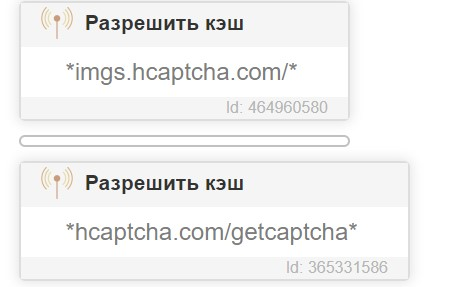 Разрешить кэш
*imgs.hcaptcha.com/*
Id: 464960580
Разрешить кэш
*hcaptcha.com/getcaptcha*
Id: 365331586